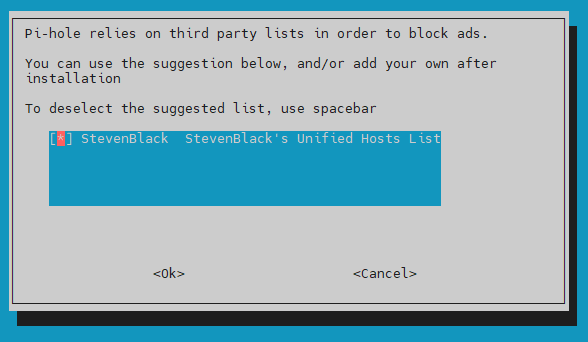 Pi-hole relies on third party lists in order to block ads.
You can use the suggestion below, and/or add your own after
installation
To deselect the suggested list, use spacebar
[*] StevenBlack  StevenBlack's Unified Hosts List
<Ok> <Cancel>